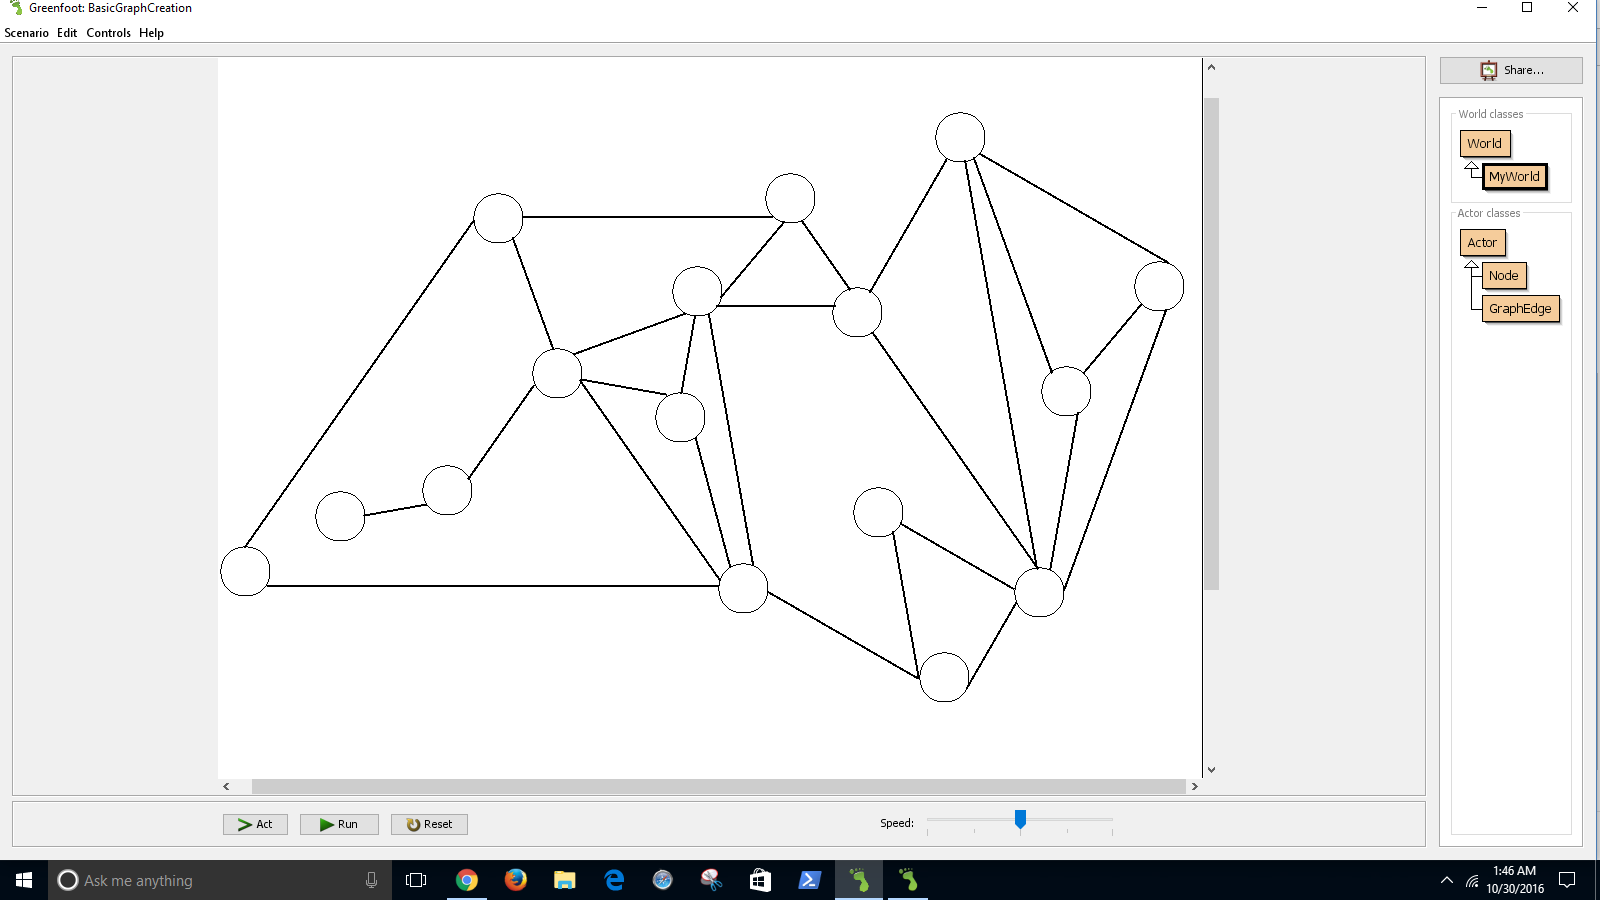 Greenfoot: BasicGraphCreation
Scenario Edit Controls Help
Share...
World classes
World
MyWorld
Actor classes
Actor
Node
GraphEdge
Act
Run
Reset
Speed:
Ask me anything
1:46 AM
10/30/2016